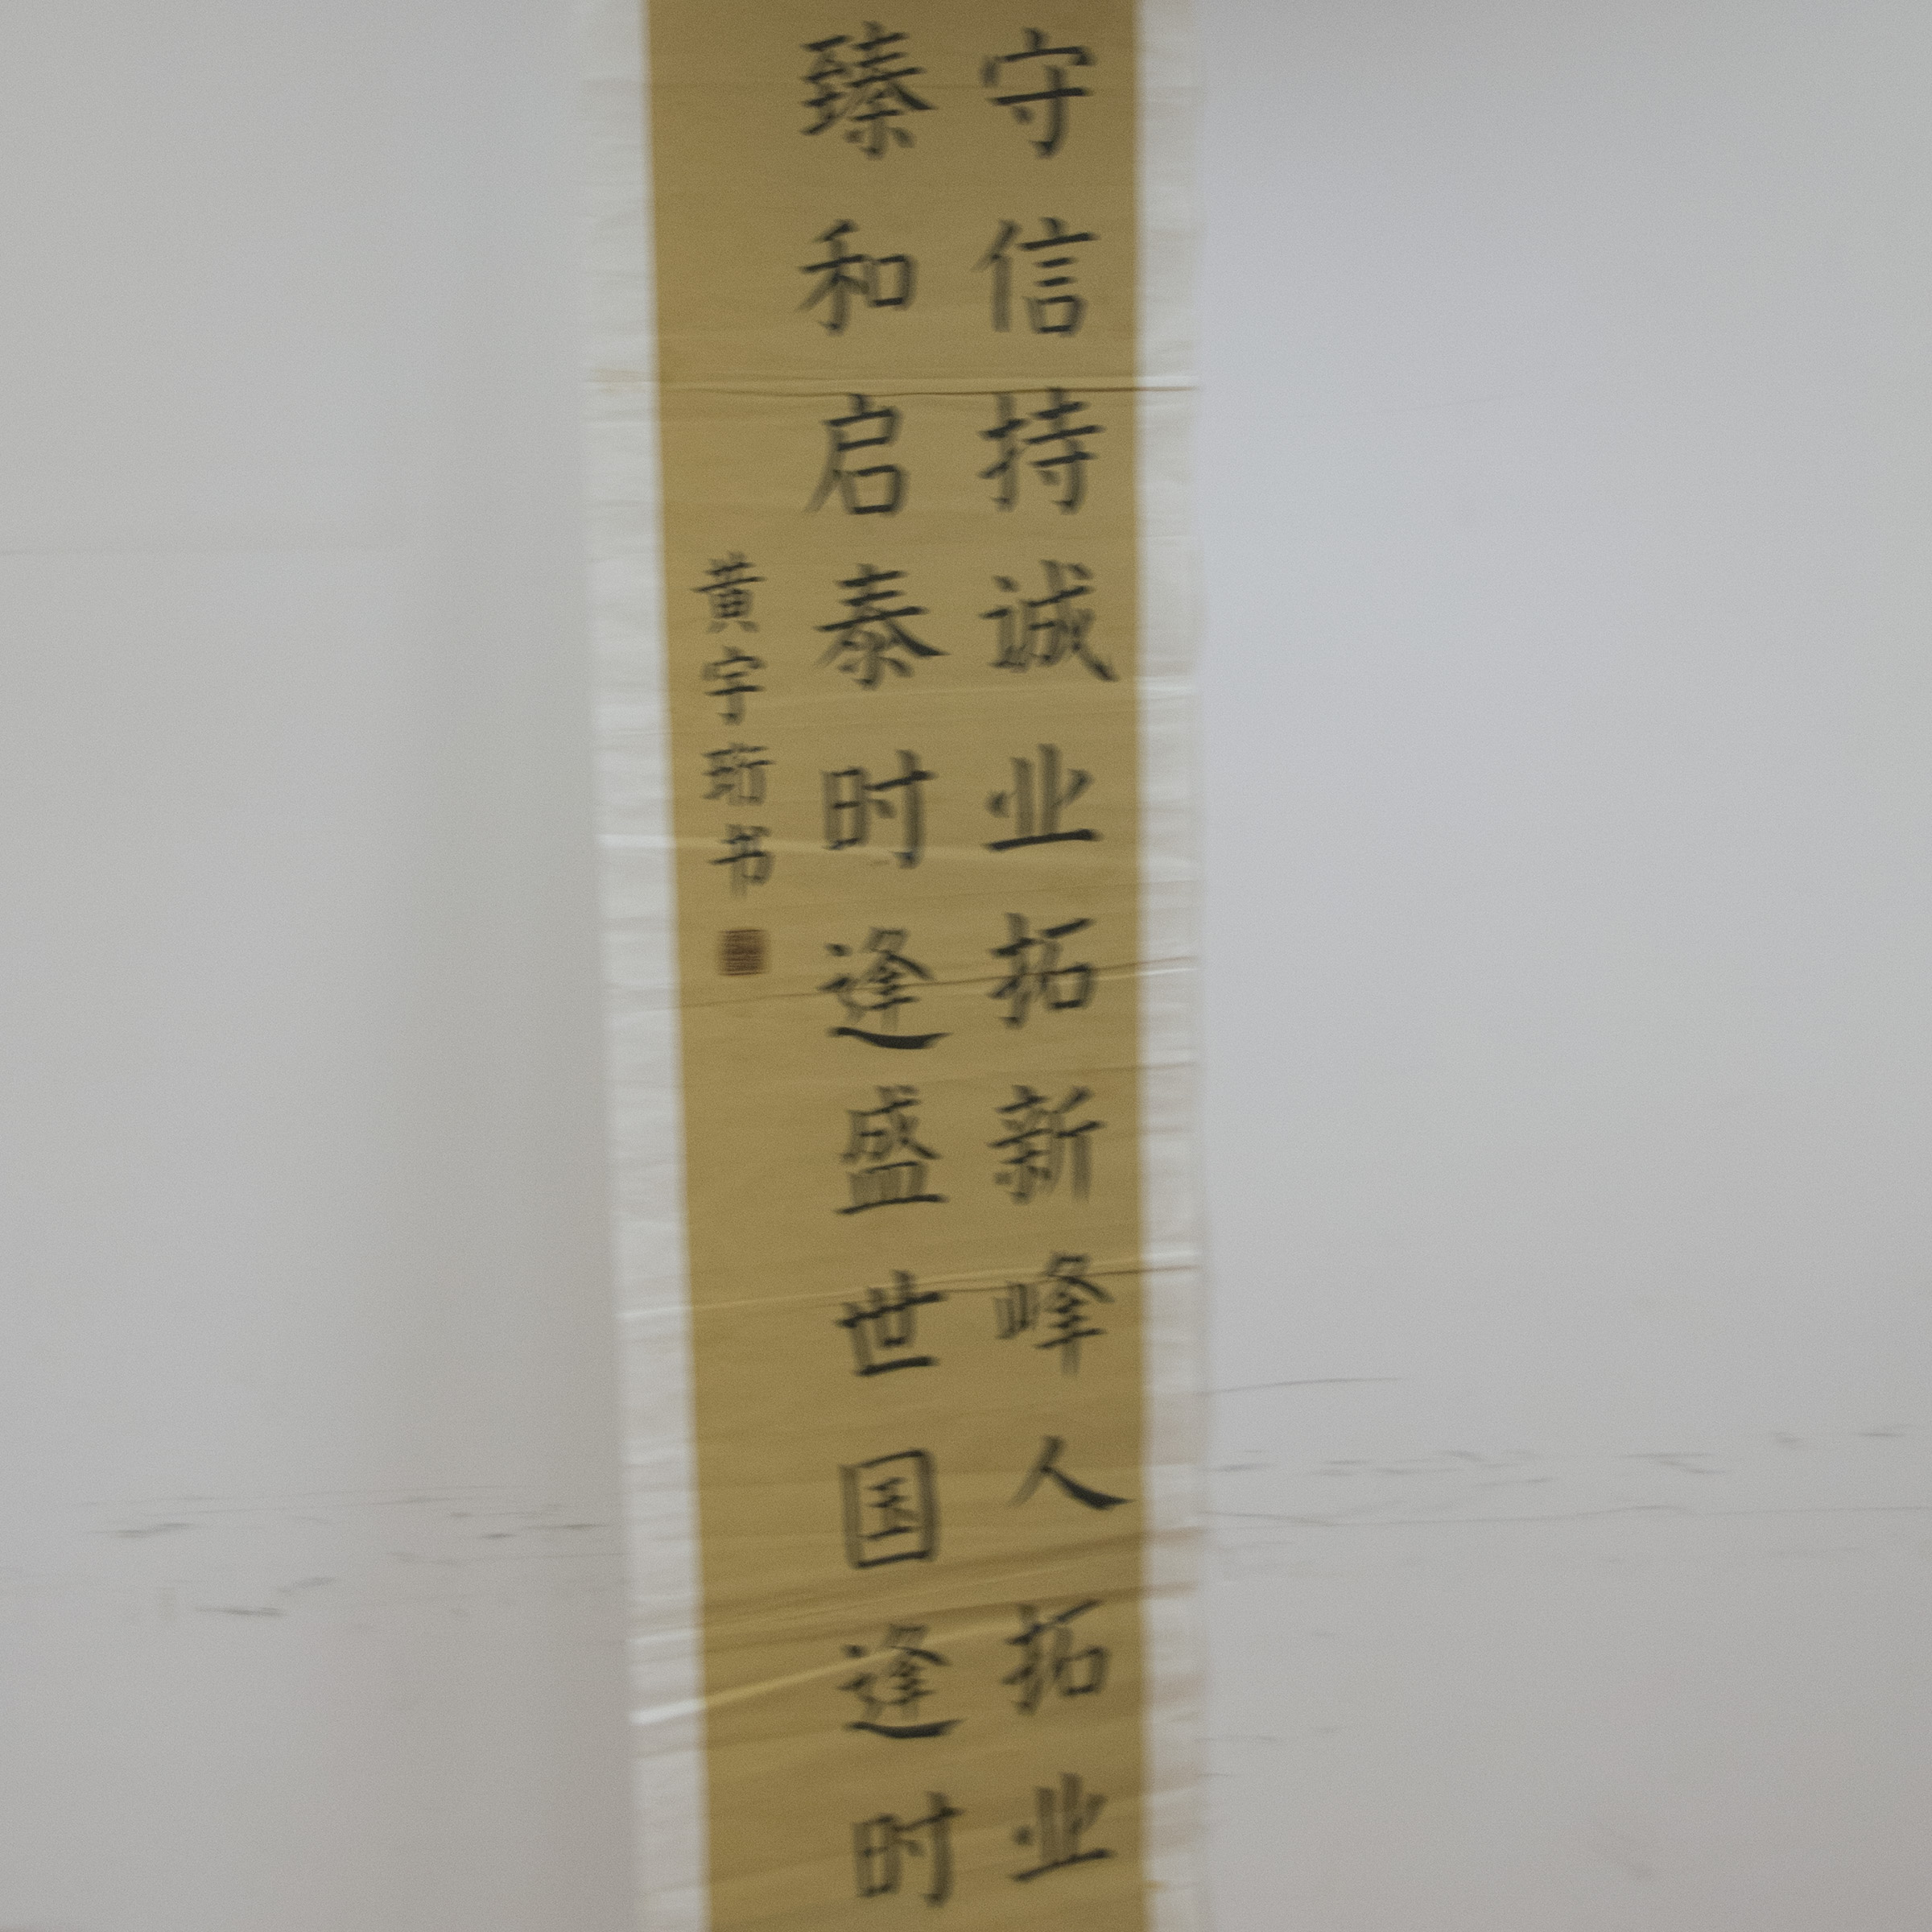 守信持诚业拓新峰人拓业
臻和启泰时逢盛世国逢时
黄宇珩书